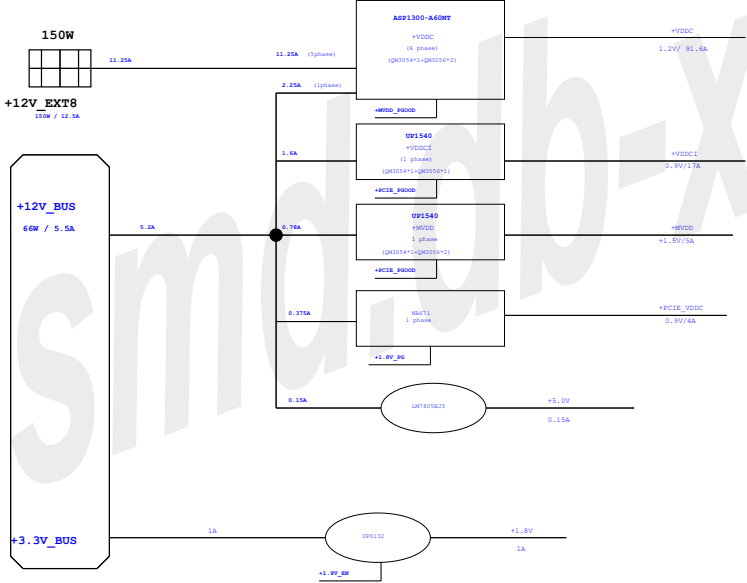 150W
+12V_EXT8
150W / 12.5A
11.25A
11.25A (5phase)
2.25A (1phase)
ASP1300-A60NT
+VDDC
(6 phase)
(QM3054*1+QM3056*2)
+MVDD_PGOOD
+VDDC
1.2V/ 91.6A
1.6A
UP1540
+VDDCI
(1 phase)
(QM3054*1+QM3056*1)
+PCIE_PGOOD
+VDDCI
0.9V/17A
+12V_BUS
66W / 5.5A
5.2A
0.78A
UP1540
+MVDD
1 phase
(QM3054*1+QM3056*2)
+PCIE_PGOOD
+MVDD
+1.5V/5A
0.375A
NB671
1 phase
+1.8V_PG
+PCIE_VDDC
0.9V/4A
0.15A
LM7805BJ3
+5.0V
0.15A
+3.3V_BUS
1A
UP0132
+1.8V_EN
+1.8V
1A
smd.db-x